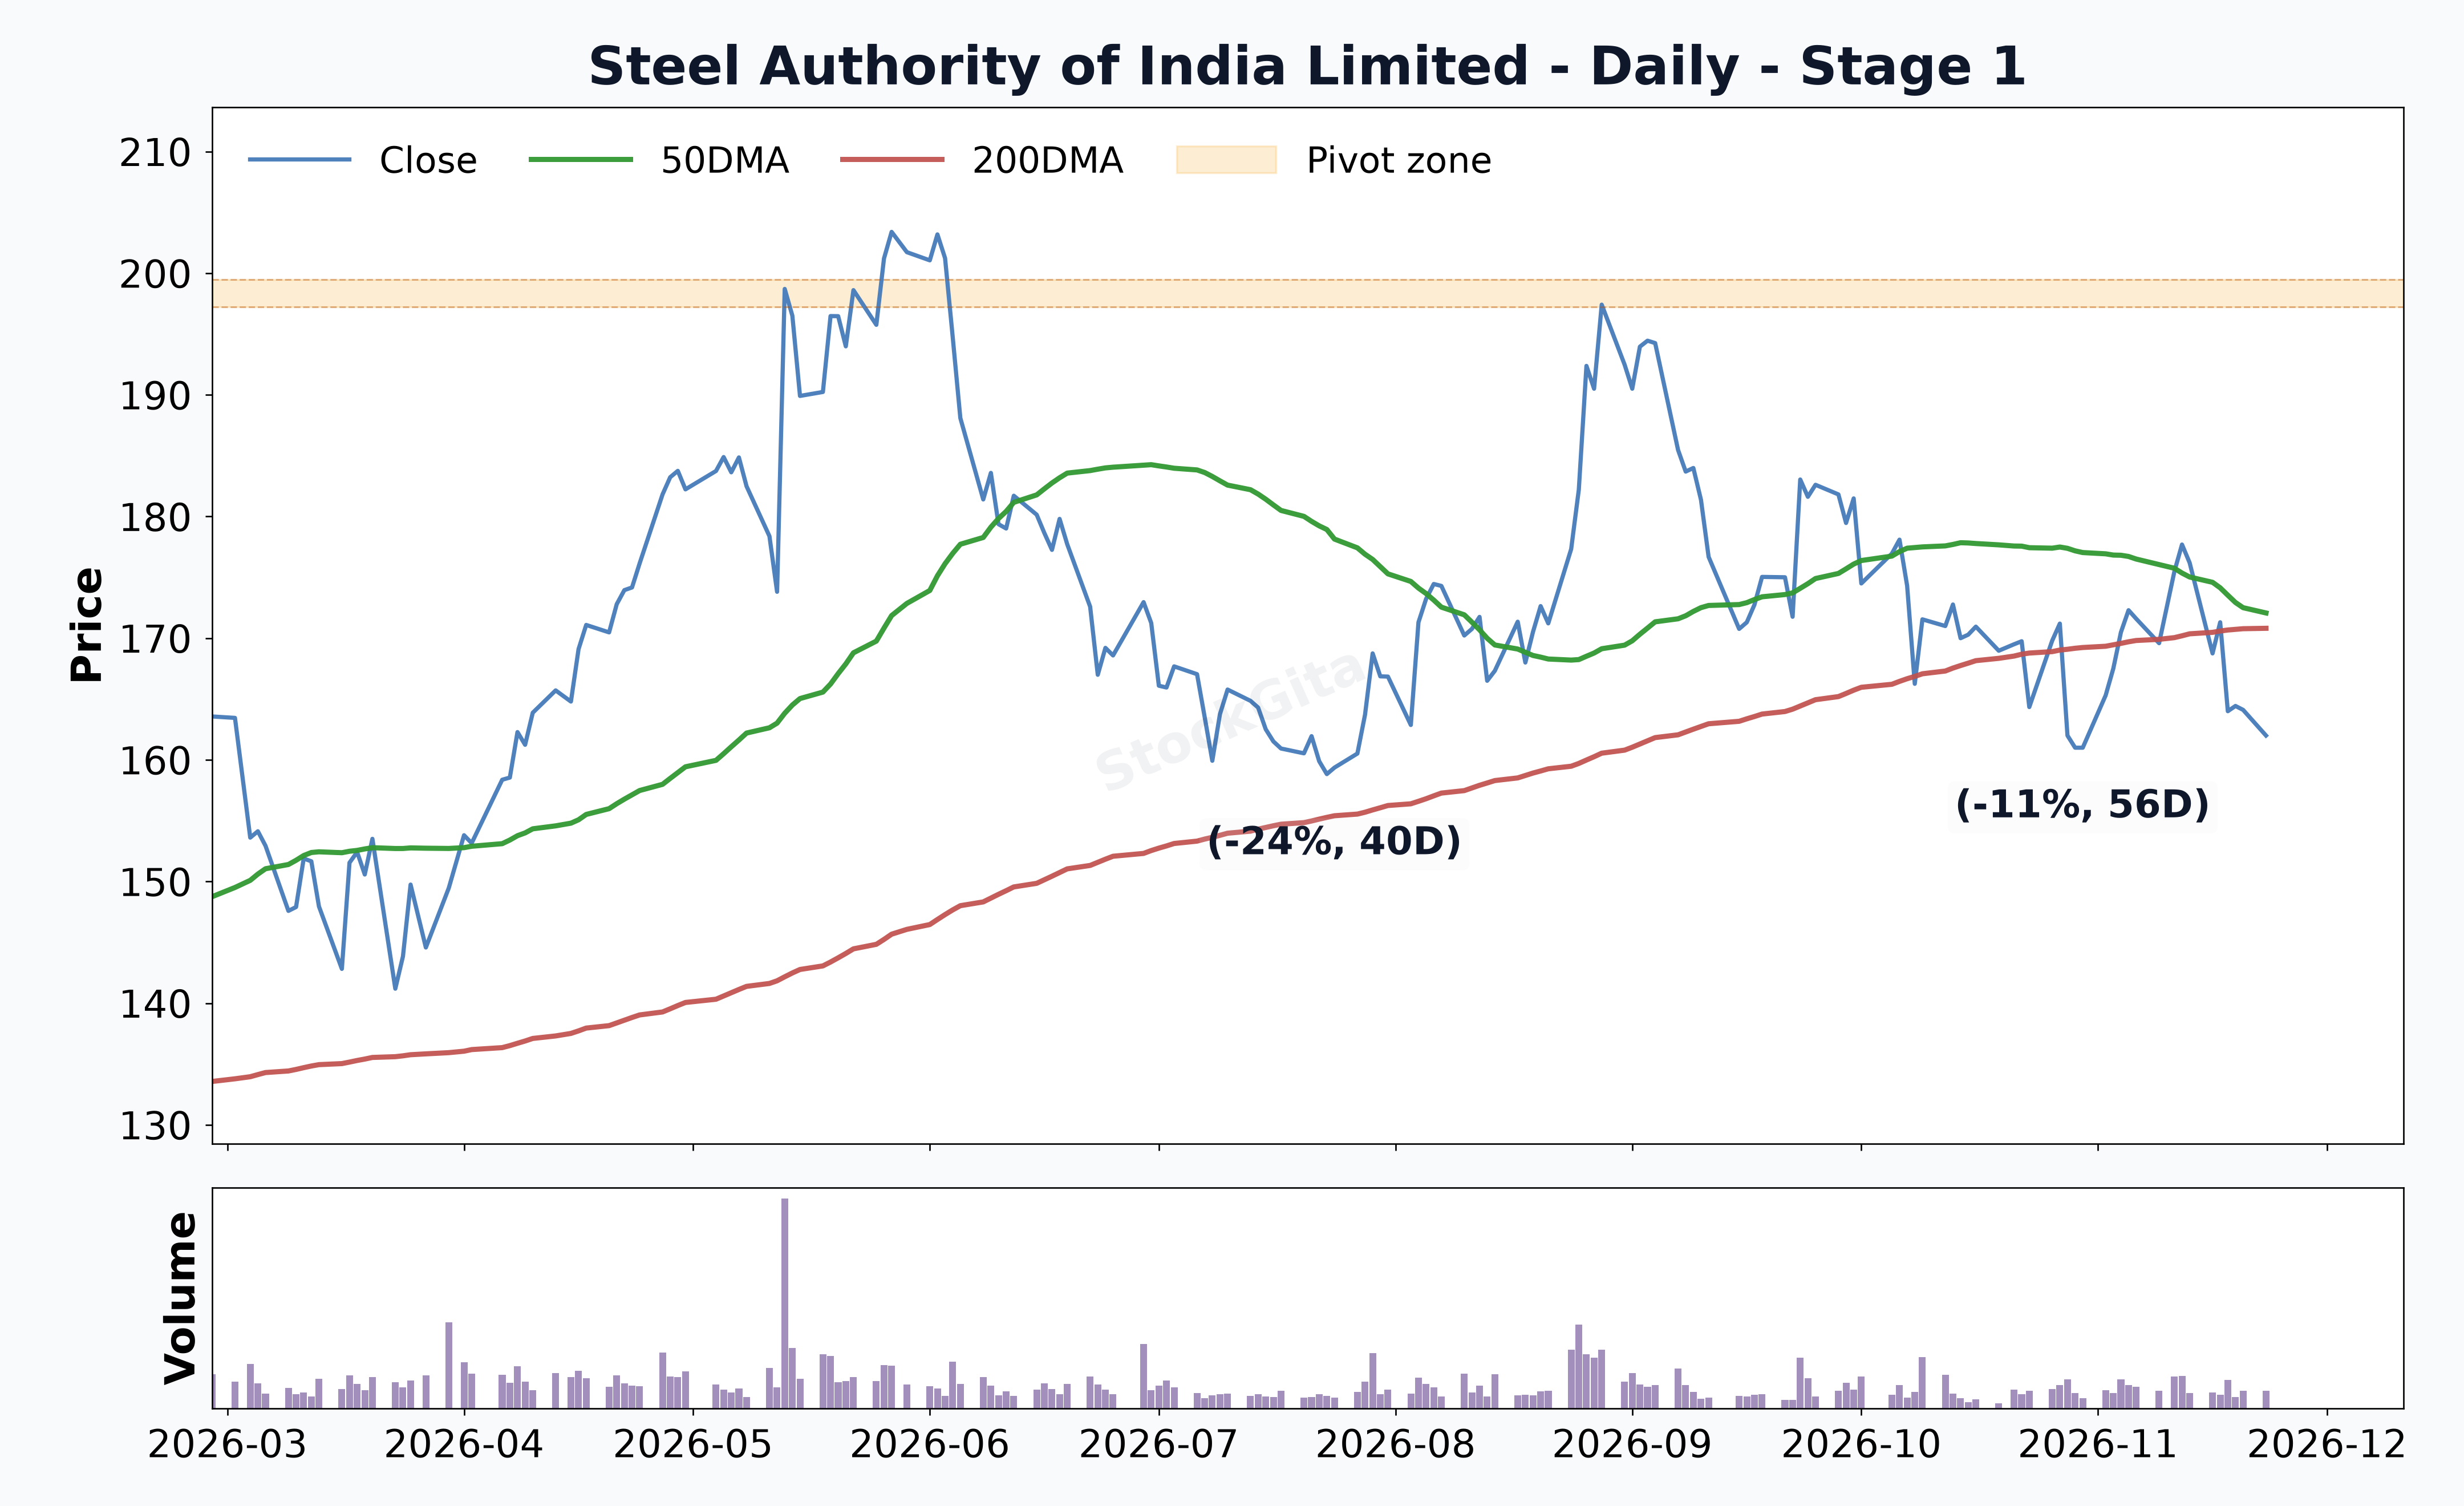 Steel Authority of India Limited - Daily - Stage 1
Close 50DMA 200DMA Pivot zone
210
200
190
180
170
160
150
140
130
Price
StockGita
(-24%, 40D)
(-11%, 56D)
Volume
2026-03 2026-04 2026-05 2026-06 2026-07 2026-08 2026-09 2026-10 2026-11 2026-12